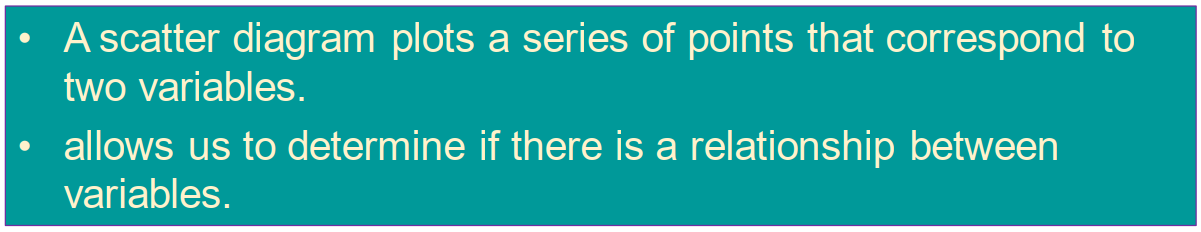 • A scatter diagram plots a series of points that correspond to
two variables.
• allows us to determine if there is a relationship between
variables.